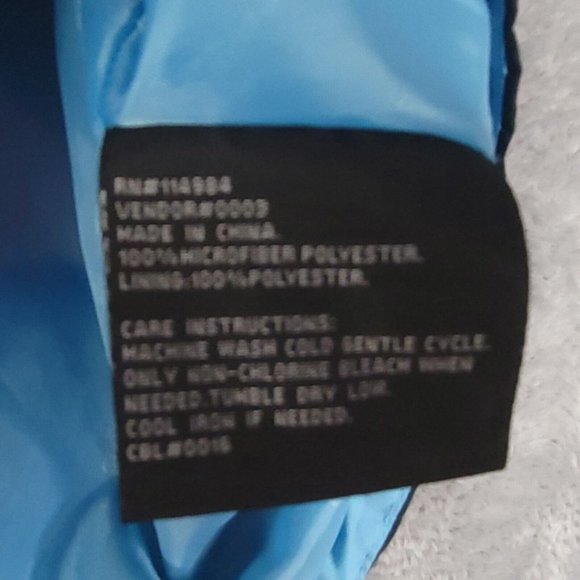 RN#114984
VENDOR#0009
MADE IN CHINA.
100%MICROFIBER POLYESTER.
LINING:100%POLYESTER.
CARE INSTRUCTIONS:
MACHINE WASH COLD GENTLE CYCLE.
ONLY NON-CHLORINE BLEACH WHEN
NEEDED.TUMBLE DRY LOW.
COOL IRON IF NEEDED.
CBL#0016